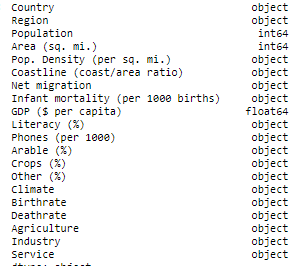 Country object
Region object
Population int64
Area (sq. mi.) int64
Pop. Density (per sq. mi.) object
Coastline (coast/area ratio) object
Net migration object
Infant mortality (per 1000 births) object
GDP ($ per capita) float64
Literacy (%) object
Phones (per 1000) object
Arable (%) object
Crops (%) object
Other (%) object
Climate object
Birthrate object
Deathrate object
Agriculture object
Industry object
Service object
dtype: object